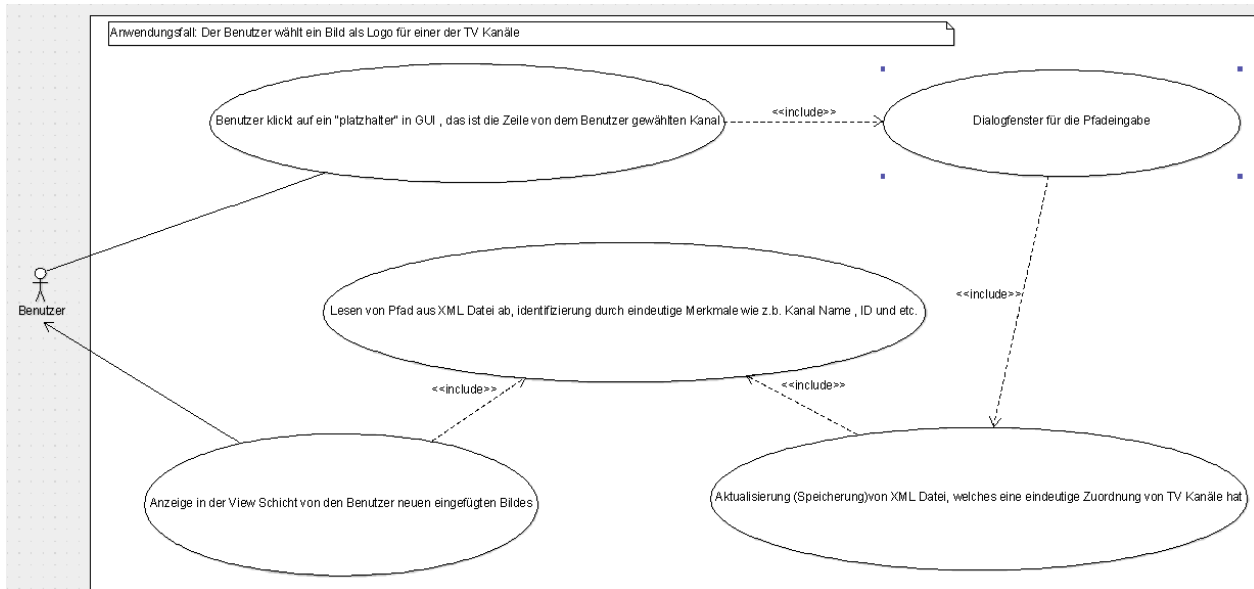 Anwendungsfall: Der Benutzer wählt ein Bild als Logo für einer der TV Kanäle
Benutzer klickt auf ein "platzhalter" in GUI , das ist die Zeile von dem Benutzer gewählten Kanal
<<include>>
Dialogfenster für die Pfadeingabe
Benutzer
Lesen von Pfad aus XML Datei ab, identifizierung durch eindeutige Merkmale wie z.b. Kanal Name , ID und etc.
<<include>>
<<include>>
<<include>>
Anzeige in der View Schicht von den Benutzer neuen eingefügten Bildes
Aktualisierung (Speicherung)von XML Datei, welches eine eindeutige Zuordnung von TV Kanäle hat